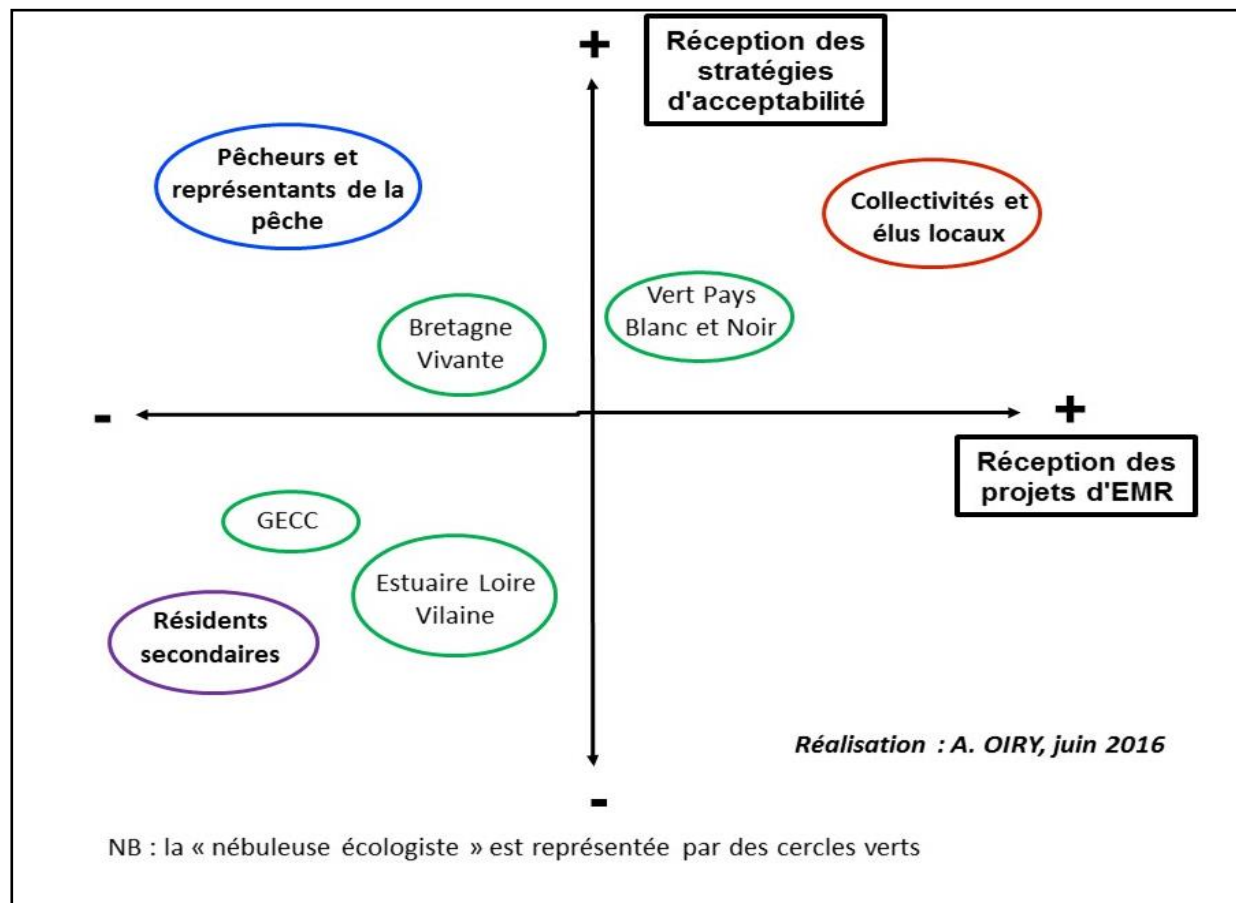 +
Réception des
stratégies
d'acceptabilité
Pêcheurs et
représentants de la
pêche
Collectivités et
élus locaux
Vert Pays
Blanc et Noir
Bretagne
Vivante
-
+
Réception des
projets d'EMR
GECC
Estuaire Loire
Vilaine
Résidents
secondaires
Réalisation : A. OIRY, juin 2016
-
NB : la « nébuleuse écologiste » est représentée par des cercles verts